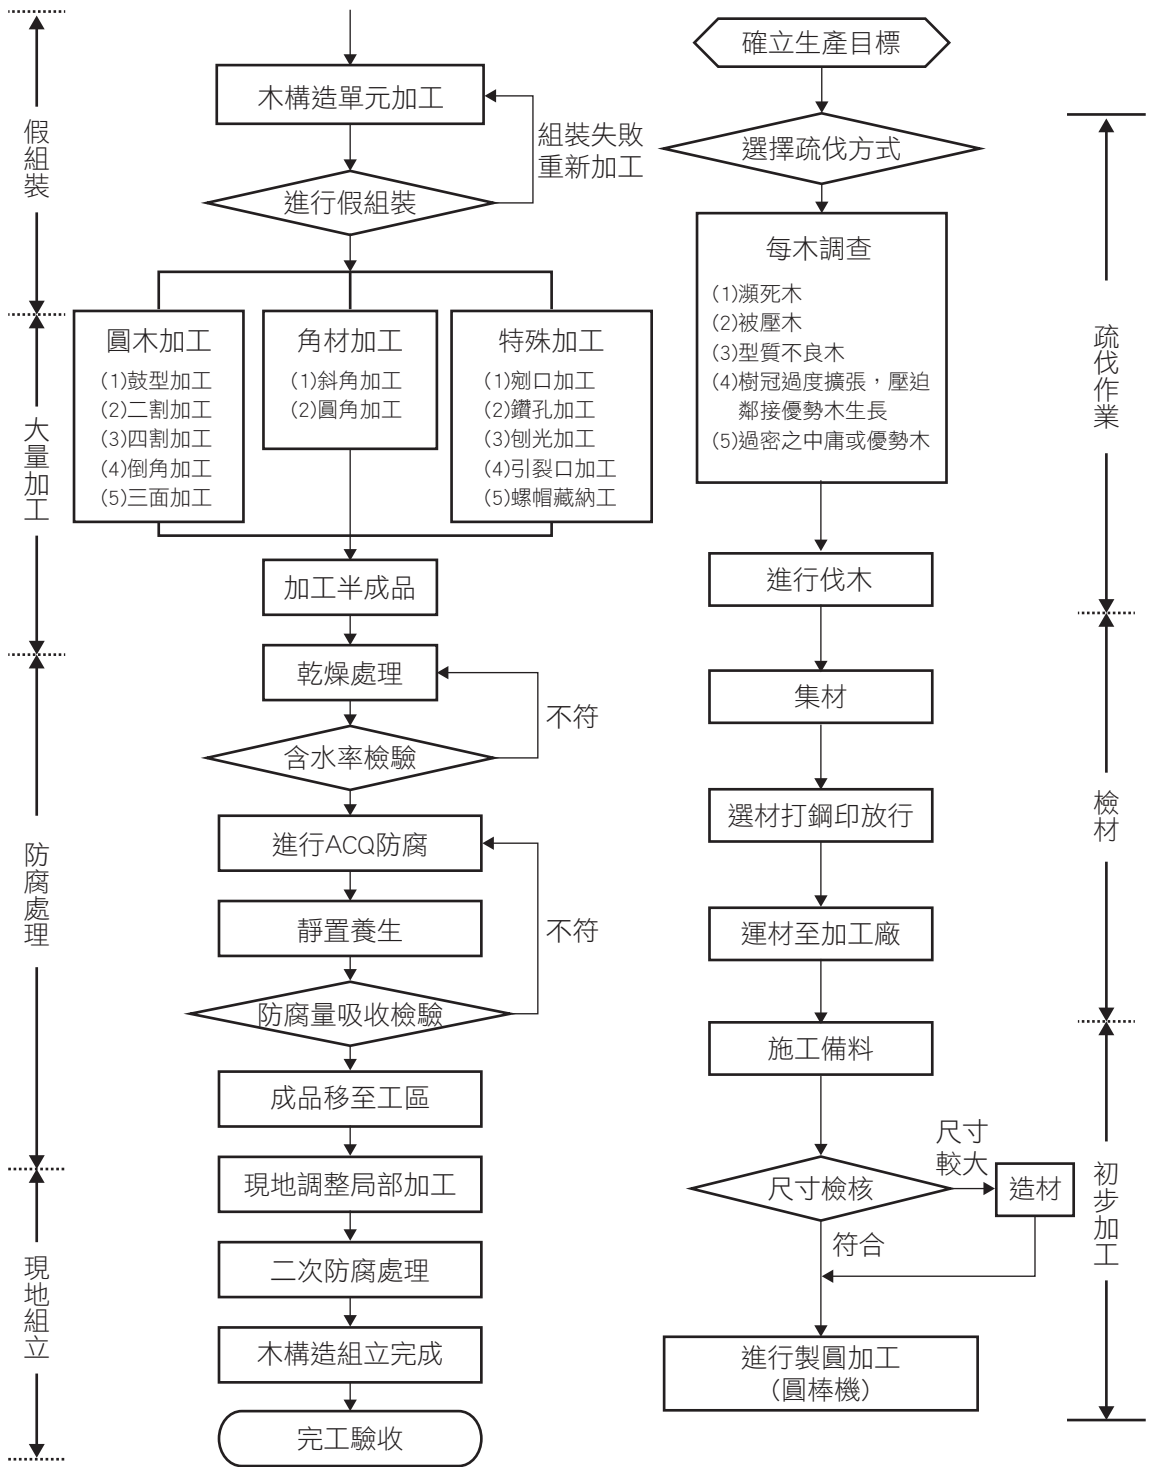 假組裝
大量加工
防腐處理
現地組立
木構造單元加工
組裝失敗
重新加工
進行假組裝
圓木加工
(1)鼓型加工
(2)二割加工
(3)四割加工
(4)倒角加工
(5)三面加工
角材加工
(1)斜角加工
(2)圓角加工
特殊加工
(1)剜口加工
(2)鑽孔加工
(3)刨光加工
(4)引裂口加工
(5)螺帽藏納工
加工半成品
乾燥處理
不符
含水率檢驗
進行ACQ防腐
靜置養生
不符
防腐量吸收檢驗
成品移至工區
現地調整局部加工
二次防腐處理
木構造組立完成
完工驗收
確立生產目標
選擇疏伐方式
每木調查
(1)瀕死木
(2)被壓木
(3)型質不良木
(4)樹冠過度擴張，壓迫
鄰接優勢木生長
(5)過密之中庸或優勢木
進行伐木
集材
選材打鋼印放行
運材至加工廠
施工備料
尺寸檢核
尺寸
較大
造材
符合
進行製圓加工
(圓棒機)
疏伐作業
檢材
初步加工